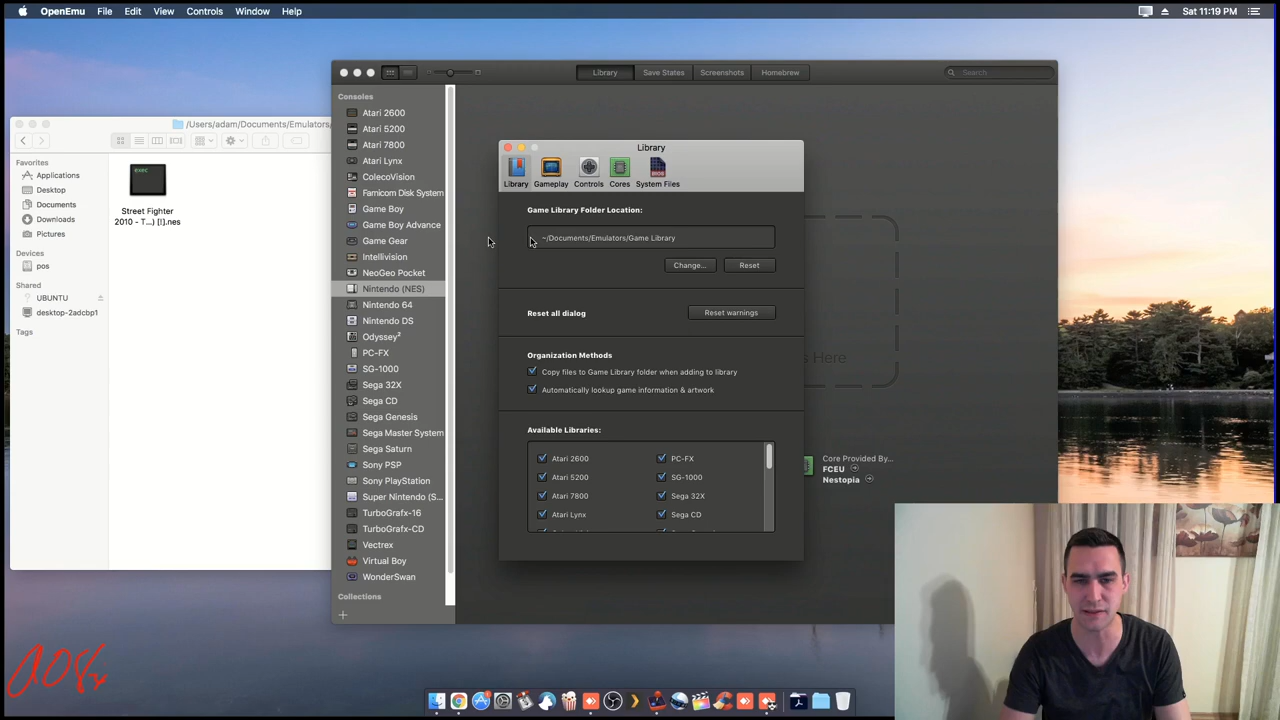 OpenEmu File Edit View Controls Window Help
Sat 11:19 PM
Library Save States Screenshots Homebrew
Search
Consoles
Atari 2600
Atari 5200
Atari 7800
Atari Lynx
ColecoVision
Famicom Disk System
Game Boy
Game Boy Advance
Game Gear
Intellivision
NeoGeo Pocket
Nintendo (NES)
Nintendo 64
Nintendo DS
Odyssey²
PC-FX
SG-1000
Sega 32X
Sega CD
Sega Genesis
Sega Master System
Sega Saturn
Sony PSP
Sony PlayStation
Super Nintendo (S...
TurboGrafx-16
TurboGrafx-CD
Vectrex
Virtual Boy
WonderSwan
Collections
/Users/adam/Documents/Emulators/
Favorites
Applications
Desktop
Documents
Downloads
Pictures
Devices
pos
Shared
UBUNTU
desktop-2adcbp1
Tags
exec
Street Fighter
2010 - T...) [!].nes
Library
Library Gameplay Controls Cores System Files
BIOS
Game Library Folder Location:
~/Documents/Emulators/Game Library
Change... Reset
Reset all dialog
Reset warnings
Organization Methods
Copy files to Game Library folder when adding to library
Automatically lookup game information & artwork
Available Libraries:
Atari 2600 PC-FX
Atari 5200 SG-1000
Atari 7800 Sega 32X
Atari Lynx Sega CD
Here
Core Provided By...
FCEU
Nestopia